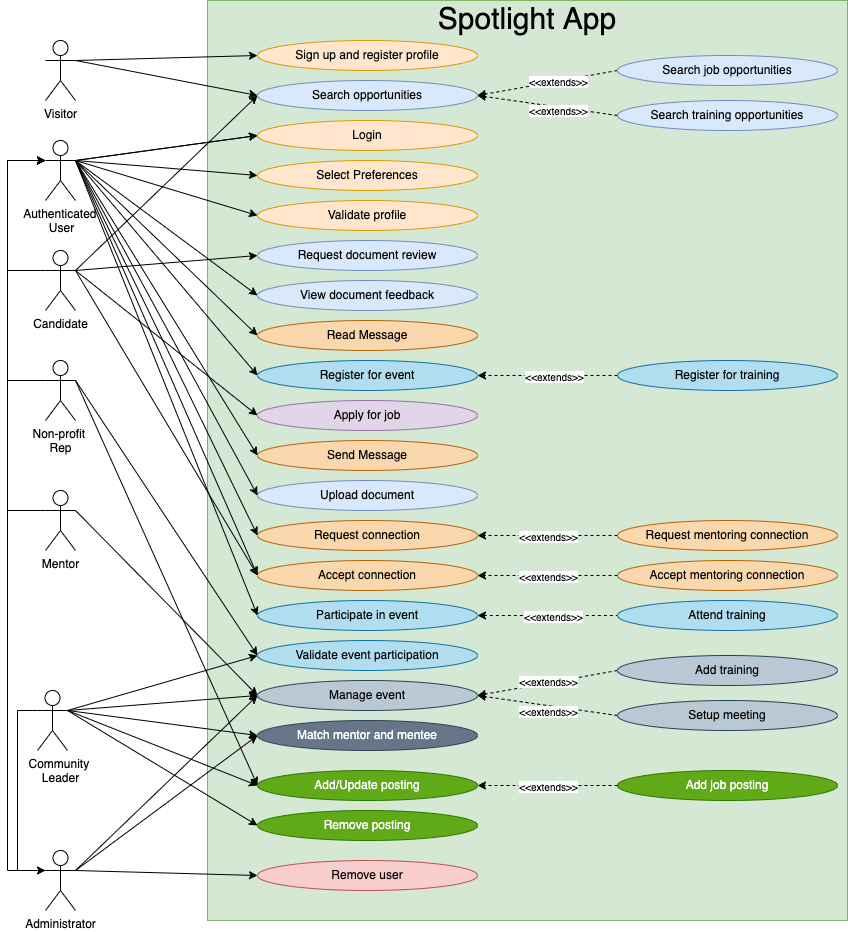 Spotlight App
Visitor
Authenticated
User
Candidate
Non-profit
Rep
Mentor
Community
Leader
Administrator
Sign up and register profile
Search opportunities
<<extends>>
Search job opportunities
<<extends>>
Search training opportunities
Login
Select Preferences
Validate profile
Request document review
View document feedback
Read Message
Register for event
<<extends>>
Register for training
Apply for job
Send Message
Upload document
Request connection
<<extends>>
Request mentoring connection
Accept connection
<<extends>>
Accept mentoring connection
Participate in event
<<extends>>
Attend training
Validate event participation
Manage event
<<extends>>
Add training
<<extends>>
Setup meeting
Match mentor and mentee
Add/Update posting
<<extends>>
Add job posting
Remove posting
Remove user